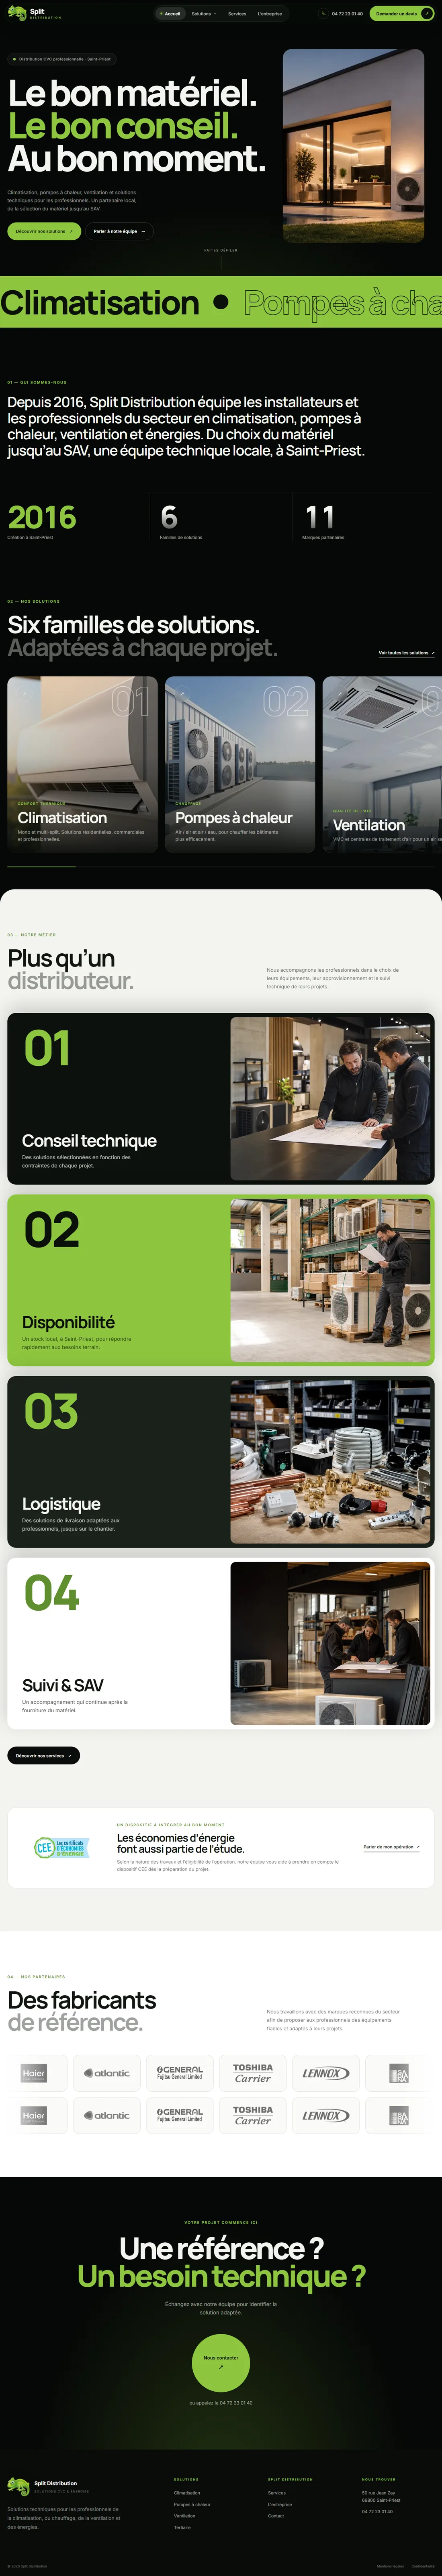 Split
DISTRIBUTION
Accueil
Solutions
Services
L'entreprise
04 72 23 01 40
Demander un devis ↗
Distribution CVC professionnelle · Saint-Priest
Le bon matériel.
Le bon conseil.
Au bon moment.
Climatisation, pompes à chaleur, ventilation et solutions
techniques pour les professionnels. Un partenaire local,
de la sélection du matériel jusqu'au SAV.
Découvrir nos solutions ↗
Parler à notre équipe →
FAITES DÉFILER
Climatisation • Pompes à cha
01 — QUI SOMMES-NOUS
Depuis 2016, Split Distribution équipe les installateurs et
les professionnels du secteur en climatisation, pompes à
chaleur, ventilation et énergies. Du choix du matériel
jusqu'au SAV, une équipe technique locale, à Saint-Priest.
2016
Création à Saint-Priest
6
Familles de solutions
11
Marques partenaires
02 — NOS SOLUTIONS
Six familles de solutions.
Adaptées à chaque projet.
Voir toutes les solutions ↗
01
CONFORT THERMIQUE
Climatisation
Mono et multi-split. Solutions résidentielles, commerciales
et professionnelles.
02
CHAUFFAGE
Pompes à chaleur
Air / air et air / eau, pour chauffer les bâtiments
plus efficacement.
0
QUALITÉ DE L'AIR
Ventilation
VMC et centrales de traitement d'air pour un air sa
03 — NOTRE MÉTIER
Plus qu'un
distributeur.
Nous accompagnons les professionnels dans le choix de
leurs équipements, leur approvisionnement et le suivi
technique de leurs projets.
01
Conseil technique
Des solutions sélectionnées en fonction des
contraintes de chaque projet.
02
Disponibilité
Un stock local, à Saint-Priest, pour répondre
rapidement aux besoins terrain.
03
Logistique
Des solutions de livraison adaptées aux
professionnels, jusque sur le chantier.
04
Suivi & SAV
Un accompagnement qui continue après la
fourniture du matériel.
Découvrir nos services ↗
CEE
Les certificats
D'ÉCONOMIES
D'ÉNERGIE
UN DISPOSITIF À INTÉGRER AU BON MOMENT
Les économies d'énergie
font aussi partie de l'étude.
Selon la nature des travaux et l'éligibilité de l'opération, notre équipe vous aide à prendre en compte le
dispositif CEE dès la préparation du projet.
Parler de mon opération ↗
04 — NOS PARTENAIRES
Des fabricants
de référence.
Nous travaillons avec des marques reconnues du secteur
afin de proposer aux professionnels des équipements
fiables et adaptés à leurs projets.
Haier
atlantic
GENERAL
Fujitsu General Limited
TOSHIBA
Carrier
LENNOX
Haier
atlantic
GENERAL
Fujitsu General Limited
TOSHIBA
Carrier
LENNOX
VOTRE PROJET COMMENCE ICI
Une référence ?
Un besoin technique ?
Échangez avec notre équipe pour identifier la
solution adaptée.
Nous contacter
↗
ou appelez le 04 72 23 01 40
Split Distribution
SOLUTIONS CVC & ÉNERGIES
Solutions techniques pour les professionnels de
la climatisation, du chauffage, de la ventilation et
des énergies.
SOLUTIONS
Climatisation
Pompes à chaleur
Ventilation
Tertiaire
SPLIT DISTRIBUTION
Services
L'entreprise
Contact
NOUS TROUVER
50 rue Jean Zay
69800 Saint-Priest
04 72 23 01 40
© 2026 Split Distribution
Mentions légales
Confidentialité